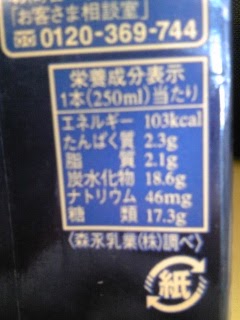 「お客さま相談室」
0120-369-744
栄養成分表示
1本(250ml)当たり
エネルギー 103kcal
たんぱく質 2.3g
脂質 2.1g
炭水化物 18.6g
ナトリウム 46mg
糖類 17.3g
〈森永乳業(株)調べ〉
紙